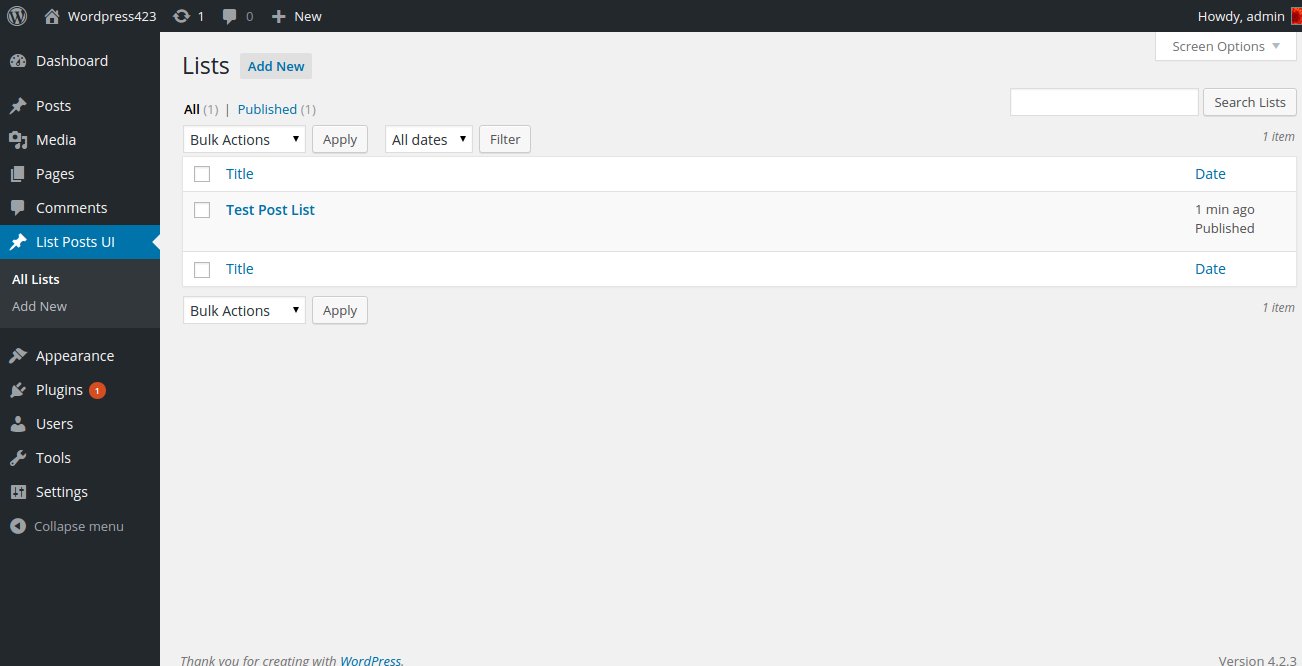 Wordpress423 1 0 New Howdy, admin
Dashboard
Posts
Media
Pages
Comments
List Posts UI
All Lists
Add New
Appearance
Plugins 1
Users
Tools
Settings
Collapse menu
Screen Options
Lists Add New
All (1) | Published (1)
Search Lists
Bulk Actions Apply All dates Filter 1 item
Title Date
Test Post List 1 min ago
Published
Title Date
Bulk Actions Apply 1 item
Thank you for creating with WordPress. Version 4.2.3